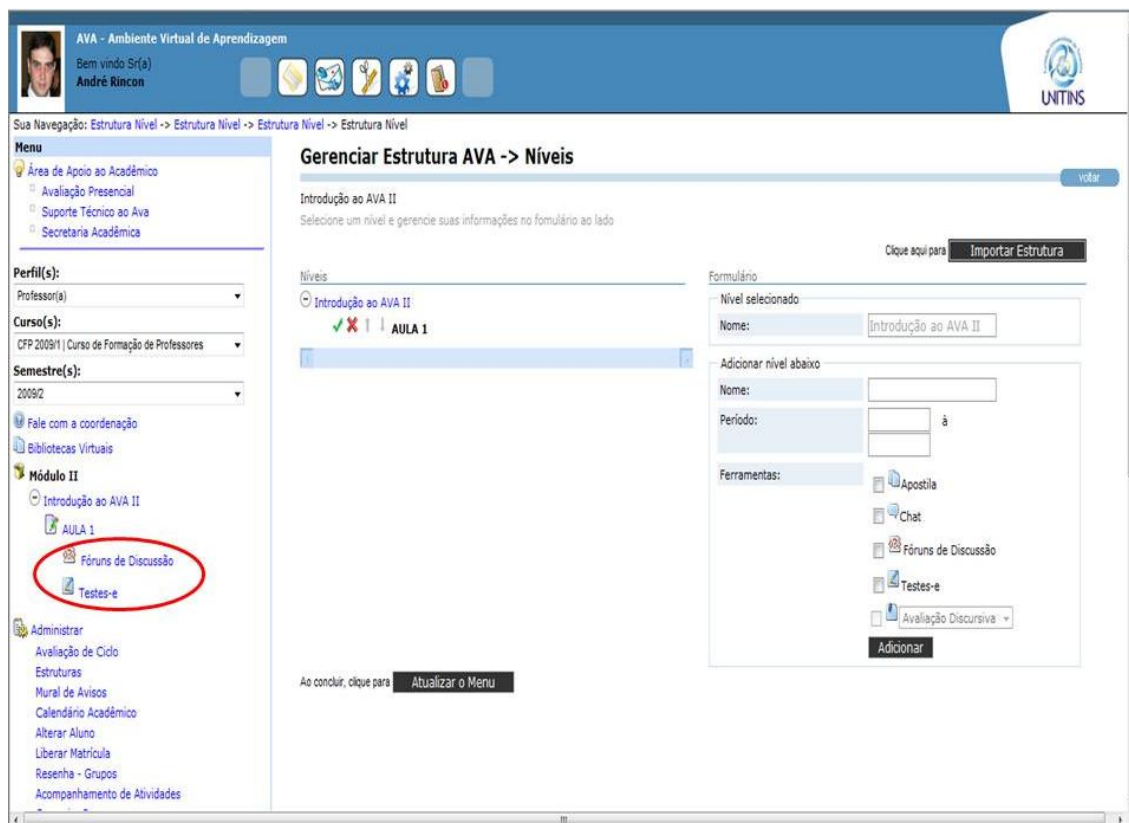 AVA - Ambiente Virtual de Aprendizagem
Bem vindo Sr(a)
André Rincon
UNITINS
Sua Navegação: Estrutura Nível -> Estrutura Nível -> Estrutura Nível -> Estrutura Nível
Menu
Área de Apoio ao Acadêmico
Avaliação Presencial
Suporte Técnico ao Ava
Secretaria Acadêmica
Perfil(s):
Professor(a)
Curso(s):
CFP 2009/1 | Curso de Formação de Professores
Semestre(s):
2009/2
Fale com a coordenação
Bibliotecas Virtuais
Módulo II
Introdução ao AVA II
AULA 1
Fóruns de Discussão
Testes-e
Administrar
Avaliação de Ciclo
Estruturas
Mural de Avisos
Calendário Acadêmico
Alterar Aluno
Liberar Matrícula
Resenha - Grupos
Acompanhamento de Atividades
Gerenciar Estrutura AVA -> Níveis
voltar
Introdução ao AVA II
Selecione um nível e gerencie suas informações no fomulário ao lado
Clique aqui para Importar Estrutura
Níveis
Introdução ao AVA II
AULA 1
Formulário
Nível selecionado
Nome: Introdução ao AVA II
Adicionar nível abaixo
Nome:
Período: à
Ferramentas:
Apostila
Chat
Fóruns de Discussão
Testes-e
Avaliação Discursiva
Adicionar
Ao concluir, clique para Atualizar o Menu